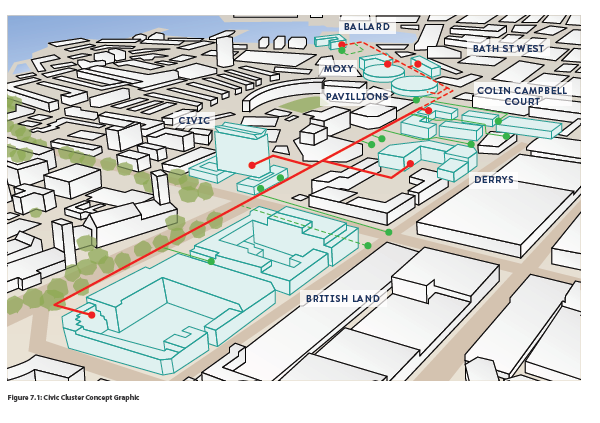 BALLARD
BATH ST WEST
MOXY
COLIN CAMPBELL
COURT
PAVILLIONS
CIVIC
DERRYS
BRITISH LAND
Figure 7.1: Civic Cluster Concept Graphic